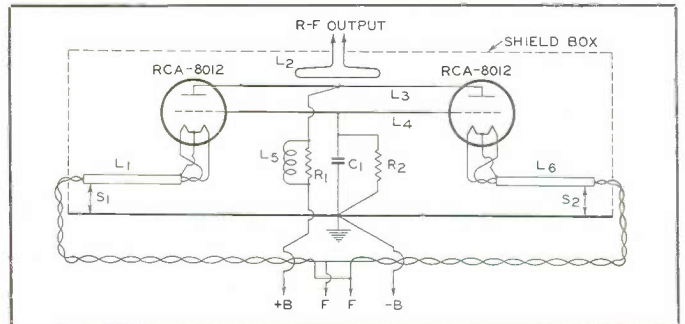 R-F OUTPUT
SHIELD BOX
RCA-8012
L2
RCA-8012
L3
L4
L5
R1
C1
R2
L1
L6
S1
S2
+B F F -B